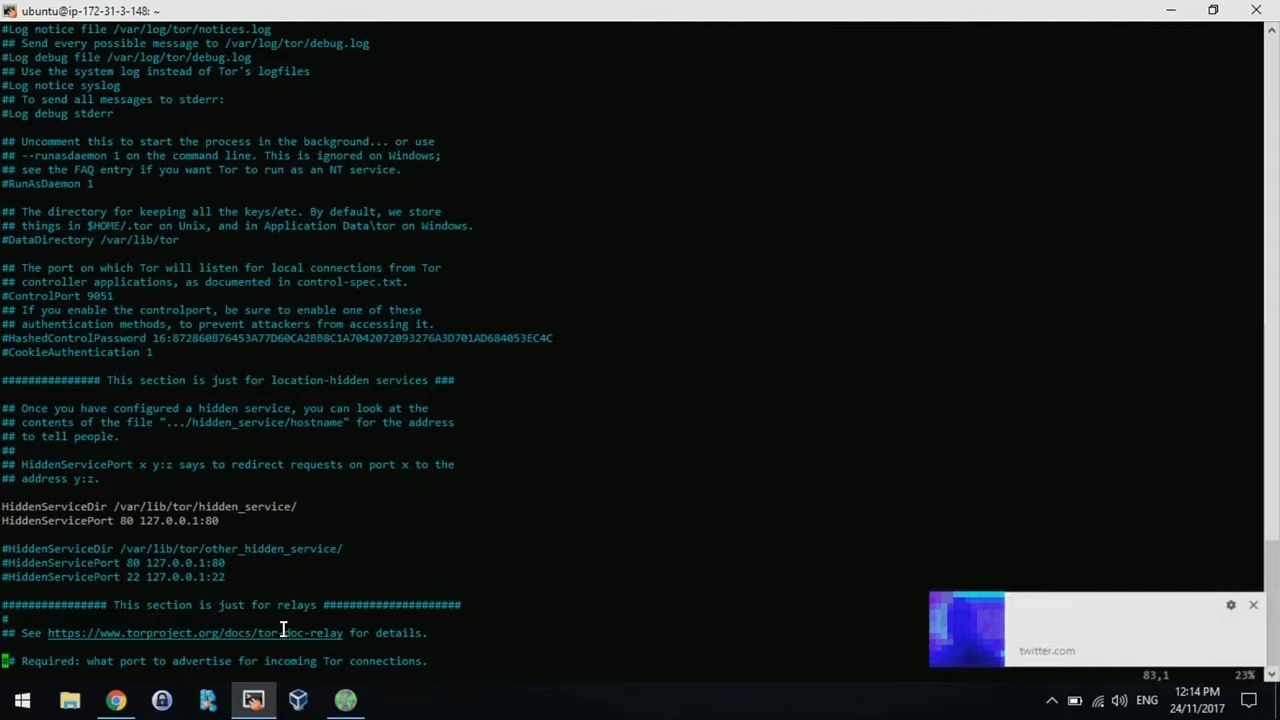 ubuntu@ip-172-31-3-148: ~
#Log notice file /var/log/tor/notices.log
## Send every possible message to /var/log/tor/debug.log
#Log debug file /var/log/tor/debug.log
## Use the system log instead of Tor's logfiles
#Log notice syslog
## To send all messages to stderr:
#Log debug stderr
## Uncomment this to start the process in the background... or use
## --runasdaemon 1 on the command line. This is ignored on Windows;
## see the FAQ entry if you want Tor to run as an NT service.
#RunAsDaemon 1
## The directory for keeping all the keys/etc. By default, we store
## things in $HOME/.tor on Unix, and in Application Data\tor on Windows.
#DataDirectory /var/lib/tor
## The port on which Tor will listen for local connections from Tor
## controller applications, as documented in control-spec.txt.
#ControlPort 9051
## If you enable the controlport, be sure to enable one of these
## authentication methods, to prevent attackers from accessing it.
#HashedControlPassword 16:872860B76453A77D60CA2BB8C1A7042072093276A3D701AD684053EC4C
#CookieAuthentication 1
############### This section is just for location-hidden services ###
## Once you have configured a hidden service, you can look at the
## contents of the file ".../hidden_service/hostname" for the address
## to tell people.
##
## HiddenServicePort x y:z says to redirect requests on port x to the
## address y:z.
HiddenServiceDir /var/lib/tor/hidden_service/
HiddenServicePort 80 127.0.0.1:80
#HiddenServiceDir /var/lib/tor/other_hidden_service/
#HiddenServicePort 80 127.0.0.1:80
#HiddenServicePort 22 127.0.0.1:22
################ This section is just for relays #####################
#
## See https://www.torproject.org/docs/tor-doc-relay for details.
## Required: what port to advertise for incoming Tor connections.
twitter.com
83,1 23%
ENG
12:14 PM
24/11/2017